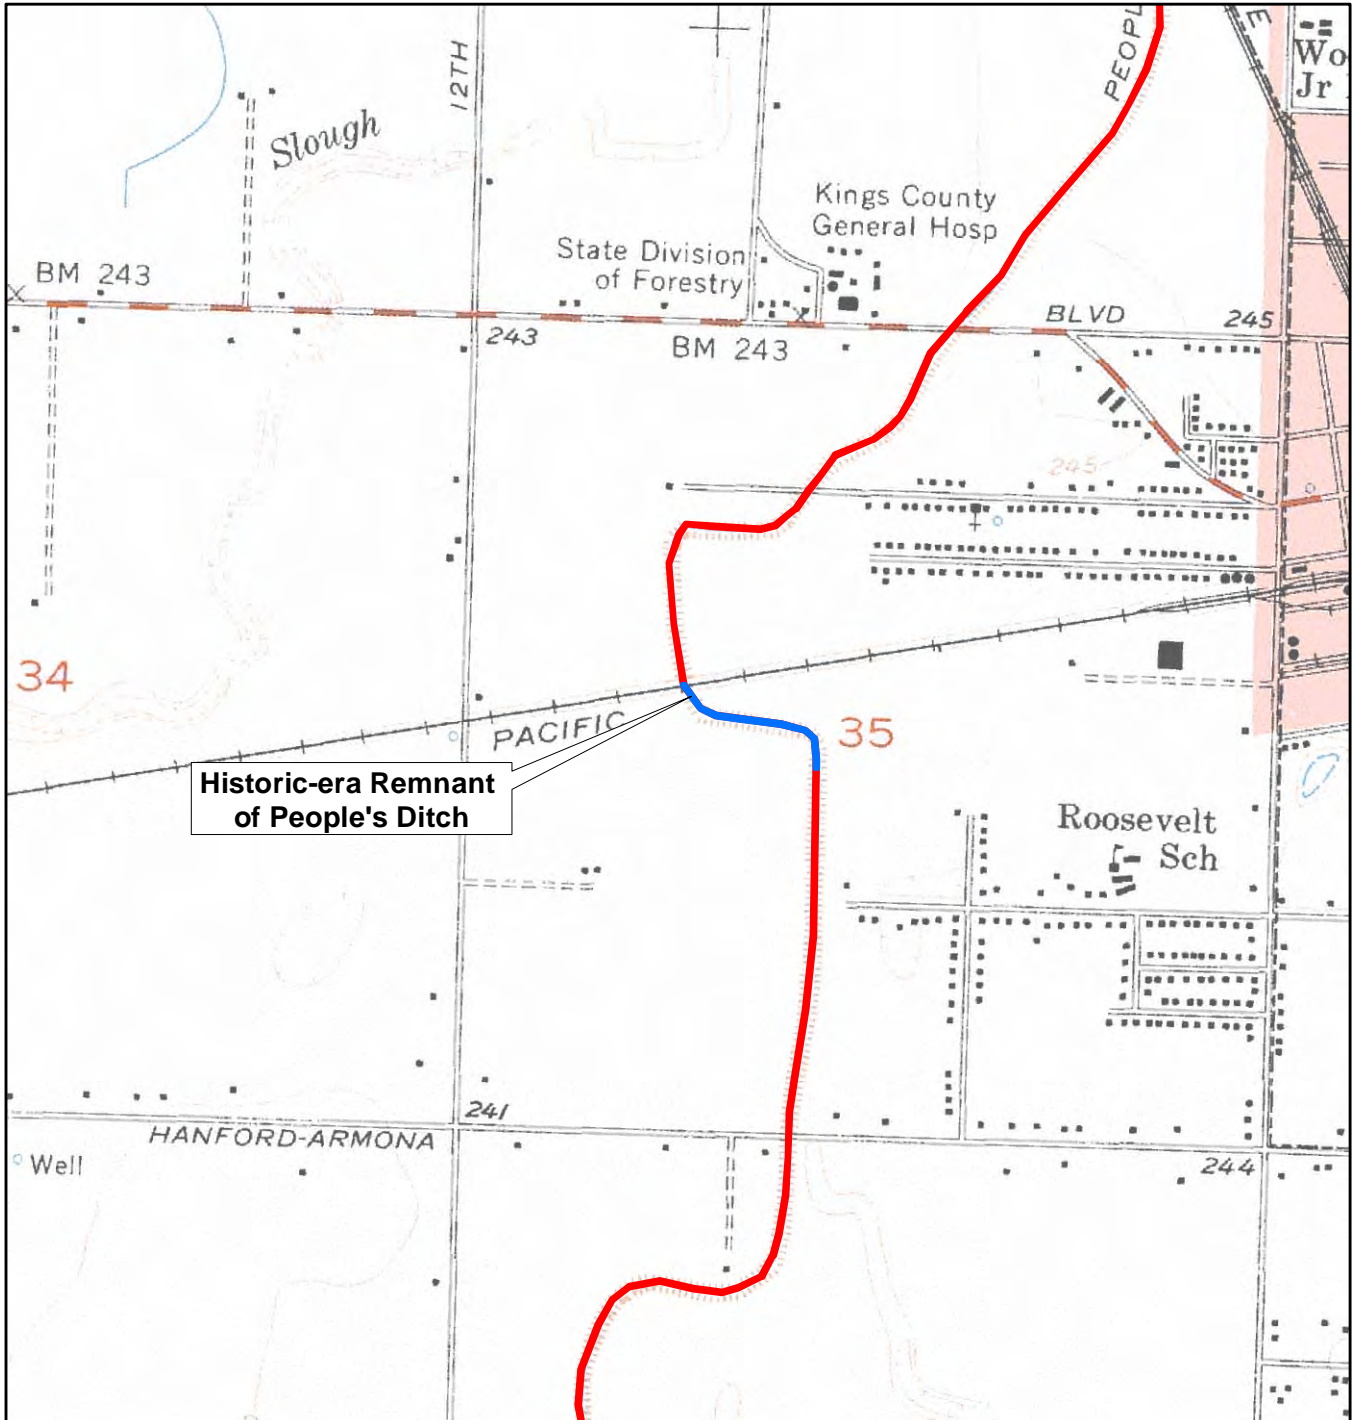 PEOPL
E
Wo
Jr
12TH
Slough
Kings County
General Hosp
State Division
of Forestry
BM 243
243
BM 243
BLVD
245
245
34
PACIFIC
35
Historic-era Remnant
of People's Ditch
Roosevelt
Sch
241
HANFORD-ARMONA
Well
244